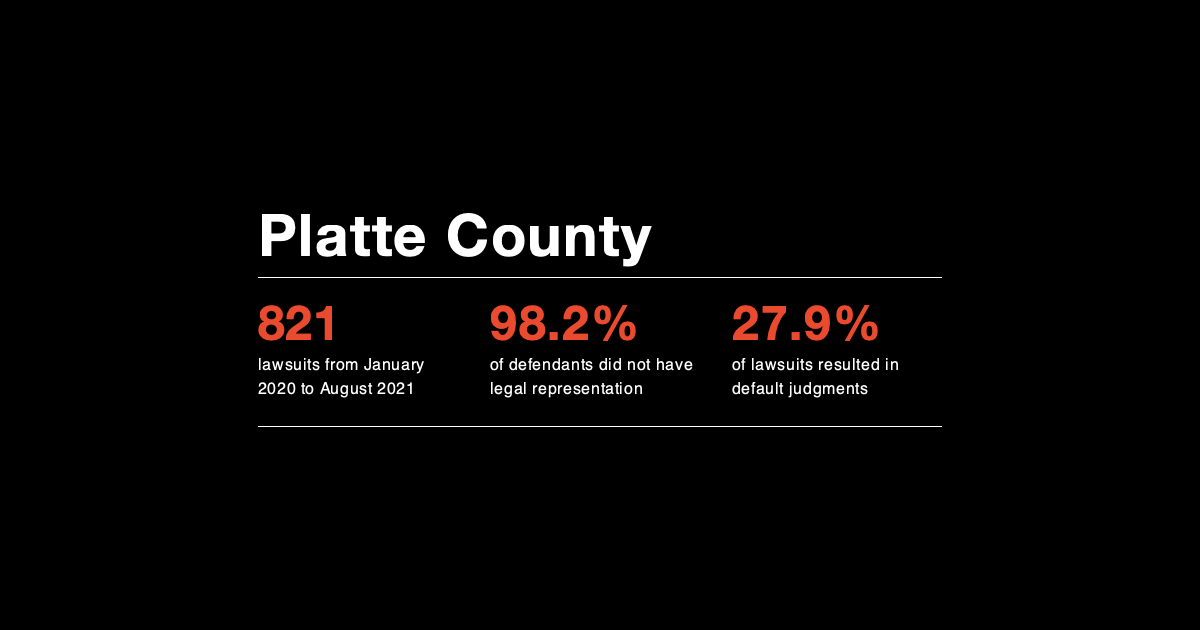 Platte County
821
lawsuits from January
2020 to August 2021
98.2%
of defendants did not have
legal representation
27.9%
of lawsuits resulted in
default judgments